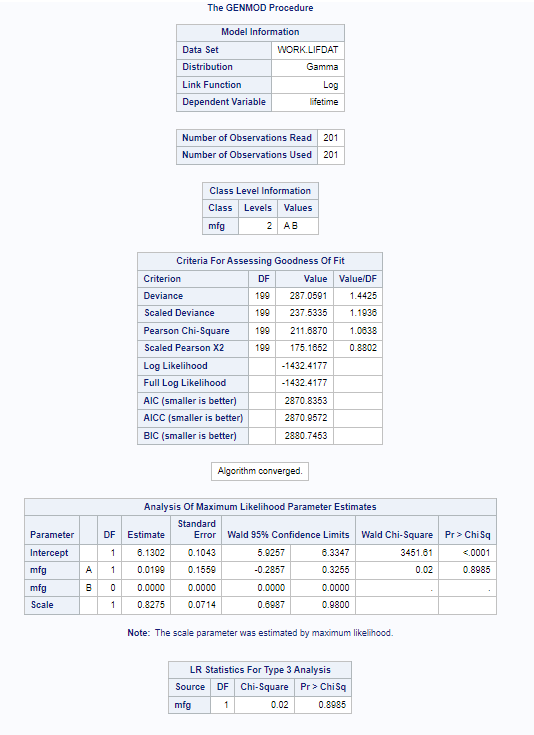 The GENMOD Procedure
Model Information
Data Set WORK.LIFDAT
Distribution Gamma
Link Function Log
Dependent Variable lifetime
Number of Observations Read 201
Number of Observations Used 201
Class Level Information
Class Levels Values
mfg 2 A B
Criteria For Assessing Goodness Of Fit
Criterion DF Value Value/DF
Deviance 199 287.0591 1.4425
Scaled Deviance 199 237.5335 1.1936
Pearson Chi-Square 199 211.6870 1.0638
Scaled Pearson X2 199 175.1652 0.8802
Log Likelihood -1432.4177
Full Log Likelihood -1432.4177
AIC (smaller is better) 2870.8353
AICC (smaller is better) 2870.9572
BIC (smaller is better) 2880.7453
Algorithm converged.
Analysis Of Maximum Likelihood Parameter Estimates
Parameter DF Estimate Standard Error Wald 95% Confidence Limits Wald Chi-Square Pr > ChiSq
Intercept 1 6.1302 0.1043 5.9257 6.3347 3451.61 <.0001
mfg A 1 0.0199 0.1559 -0.2857 0.3255 0.02 0.8985
mfg B 0 0.0000 0.0000 0.0000 0.0000 . .
Scale 1 0.8275 0.0714 0.6987 0.9800
Note: The scale parameter was estimated by maximum likelihood.
LR Statistics For Type 3 Analysis
Source DF Chi-Square Pr > ChiSq
mfg 1 0.02 0.8985